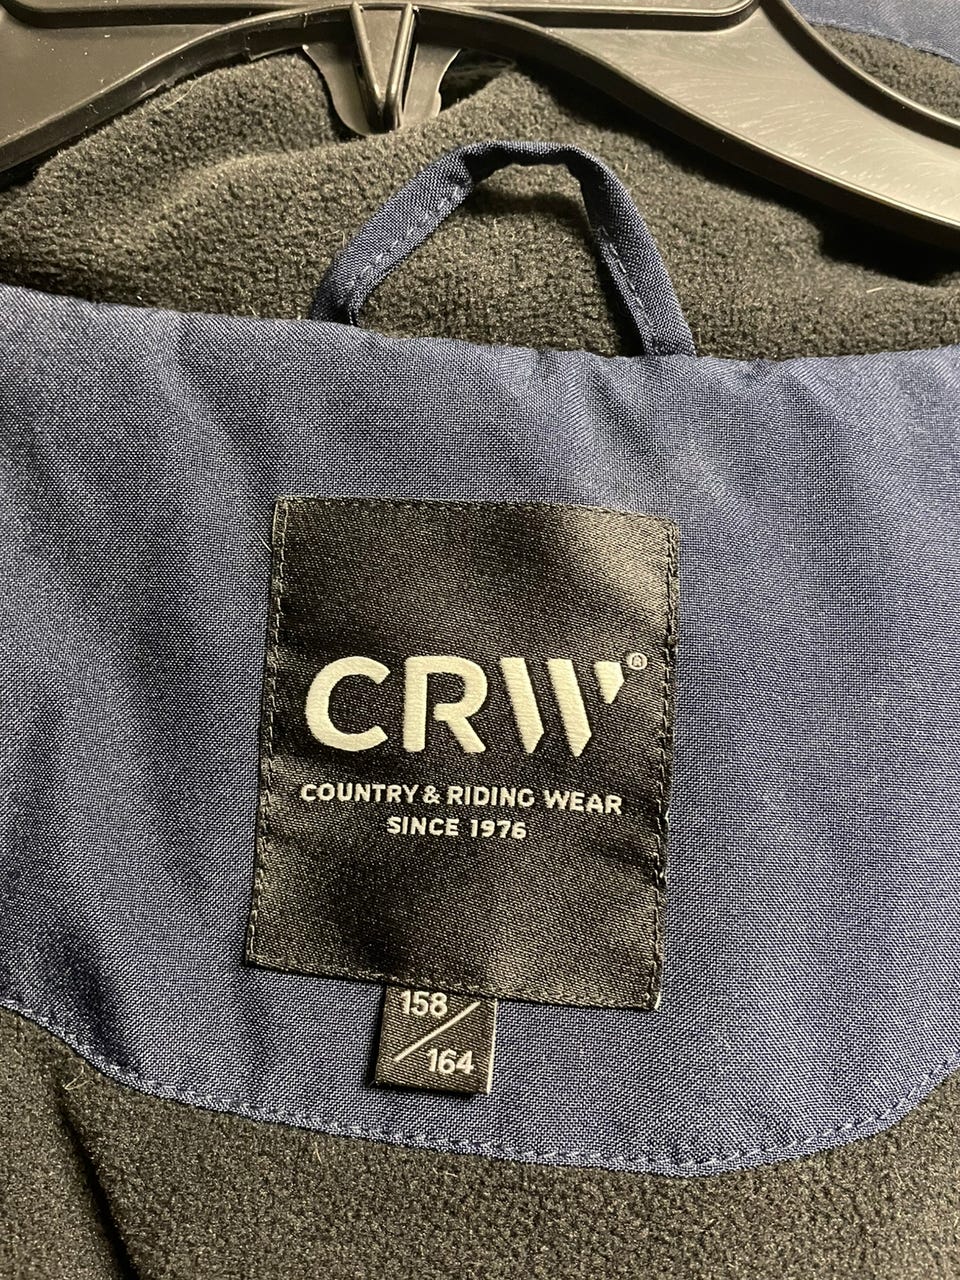 CRW®
COUNTRY & RIDING WEAR
SINCE 1976
158
164